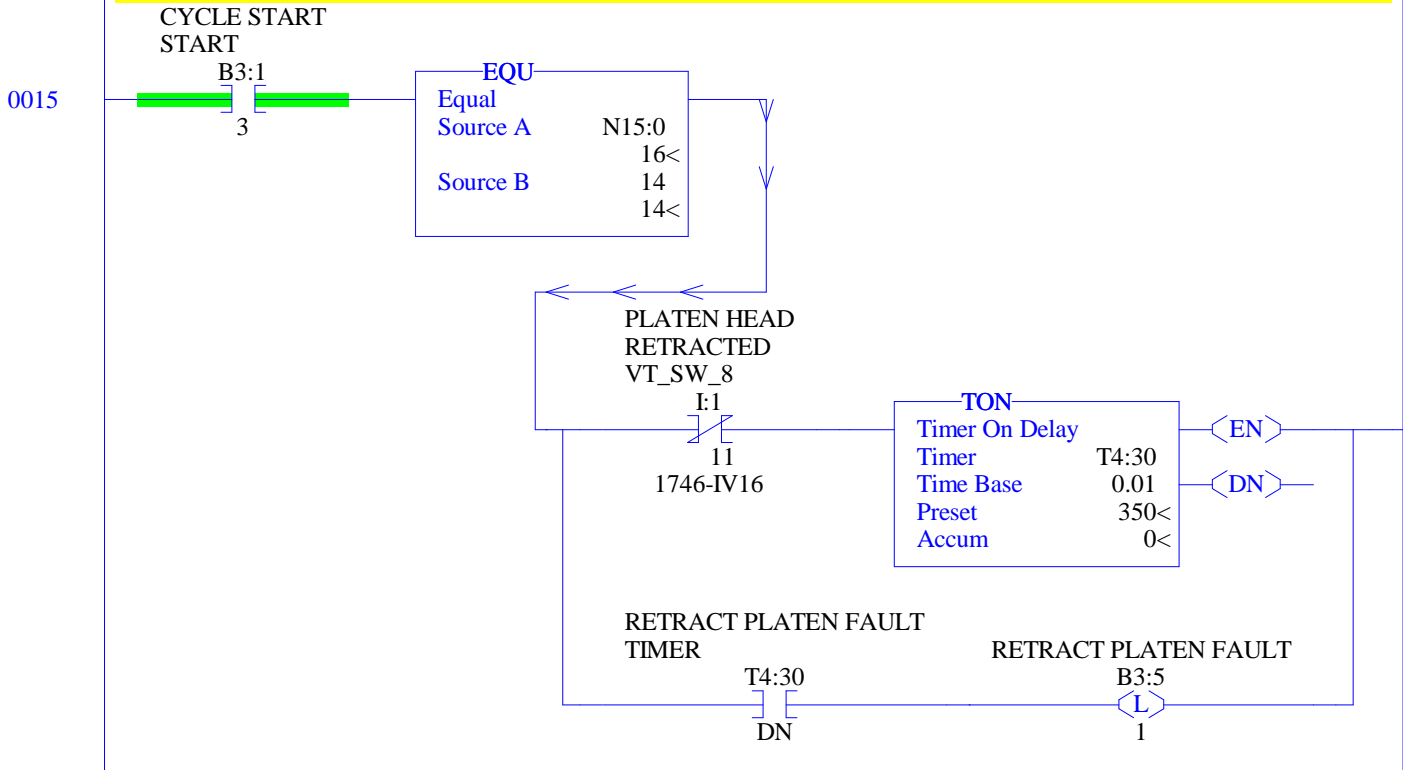 CYCLE START
START
B3:1
0015
3
EQU
Equal
Source A N15:0
16<
Source B 14
14<
PLATEN HEAD
RETRACTED
VT_SW_8
I:1
11
1746-IV16
TON
Timer On Delay
Timer T4:30
Time Base 0.01
Preset 350<
Accum 0<
EN
DN
RETRACT PLATEN FAULT
TIMER
T4:30
DN
RETRACT PLATEN FAULT
B3:5
L
1